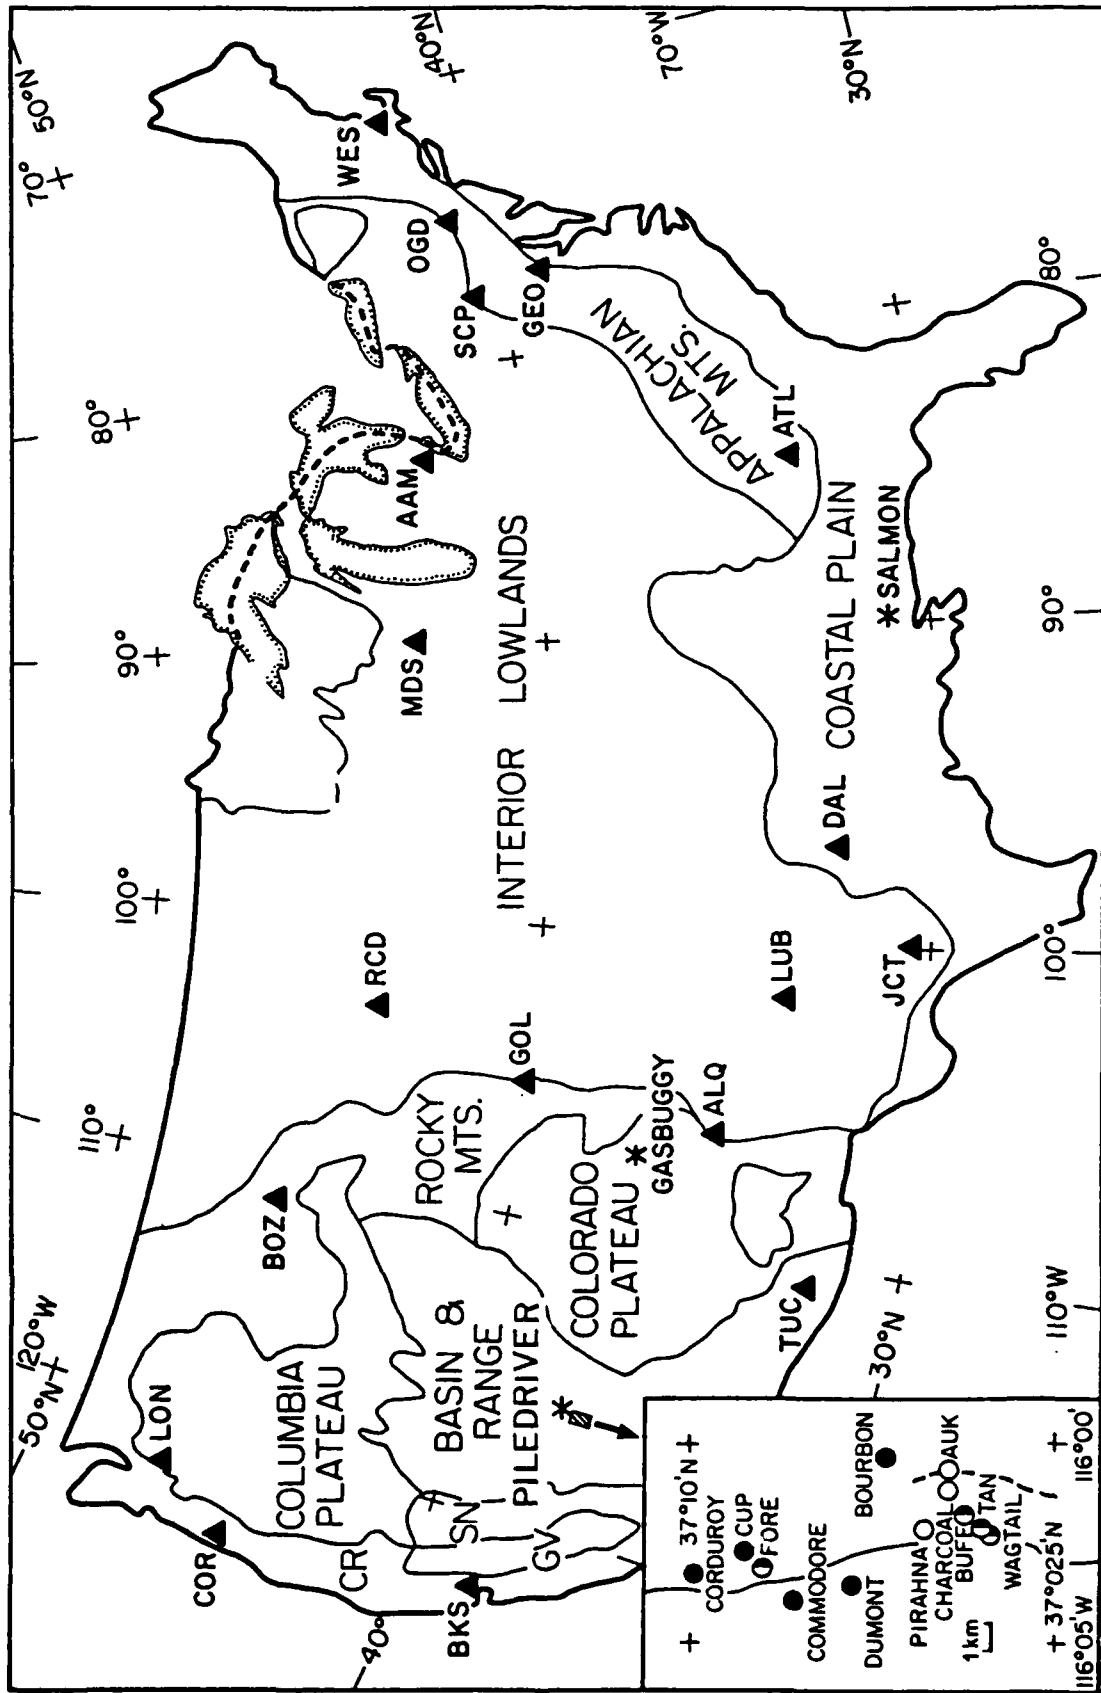 50°N
120°W
110°
100°
90°
80°
70°
50°N
40°N
70°W
30°N
80°
90°
100°
110°W
30°N
40°
LON
COR
BKS
BOZ
RCD
GOL
MDS
AAM
WES
OGD
SCP
GEO
ATL
DAL
LUB
JCT
ALQ
TUC
COLUMBIA
PLATEAU
CR
SN
GV
BASIN &
RANGE
PILEDRIVER
ROCKY
MTS.
COLORADO
PLATEAU
GASBUGGY
INTERIOR LOWLANDS
APPALACHIAN
MTS.
COASTAL PLAIN
SALMON
37°10'N
CORDUROY
CUP
FORE
COMMODORE
DUMONT
BOURBON
PIRAHNA
CHARCOAL
AUK
BUFF
TAN
WAGTAIL
1km
37°02.5'N
116°05'W
116°00'